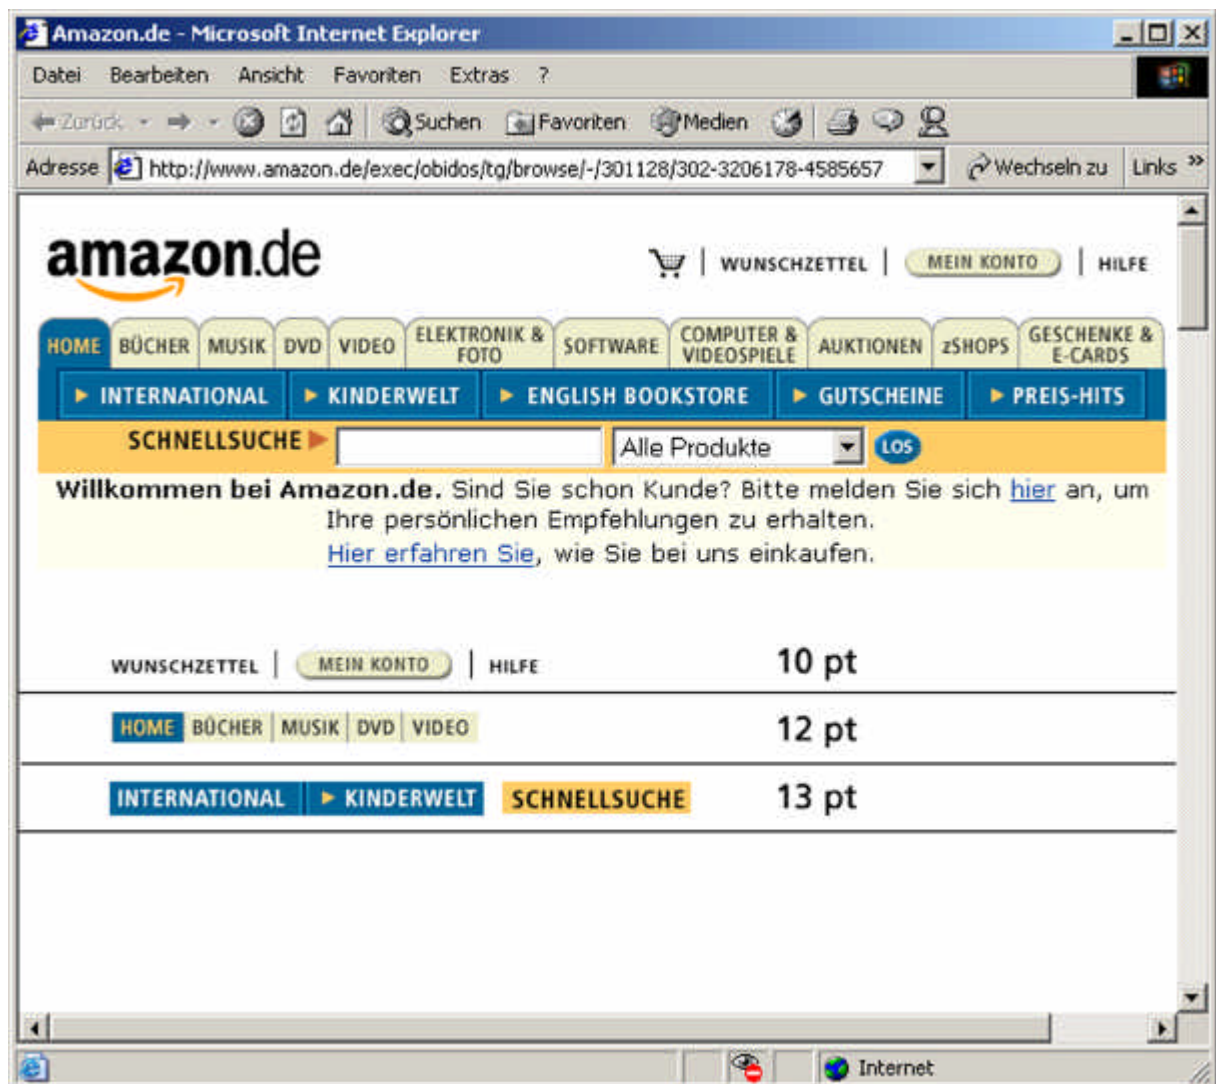 Amazon.de - Microsoft Internet Explorer
Datei Bearbeiten Ansicht Favoriten Extras ?
Zurück Suchen Favoriten Medien
Adresse http://www.amazon.de/exec/obidos/tg/browse/-/301128/302-3206178-4585657 Wechseln zu Links »
amazon.de | WUNSCHZETTEL | MEIN KONTO | HILFE
HOME BÜCHER MUSIK DVD VIDEO ELEKTRONIK & FOTO SOFTWARE COMPUTER & VIDEOSPIELE AUKTIONEN zSHOPS GESCHENKE & E-CARDS
INTERNATIONAL KINDERWELT ENGLISH BOOKSTORE GUTSCHEINE PREIS-HITS
SCHNELLSUCHE Alle Produkte LOS
Willkommen bei Amazon.de. Sind Sie schon Kunde? Bitte melden Sie sich hier an, um
Ihre persönlichen Empfehlungen zu erhalten.
Hier erfahren Sie, wie Sie bei uns einkaufen.
WUNSCHZETTEL | MEIN KONTO | HILFE 10 pt
HOME BÜCHER MUSIK DVD VIDEO 12 pt
INTERNATIONAL KINDERWELT SCHNELLSUCHE 13 pt
Internet